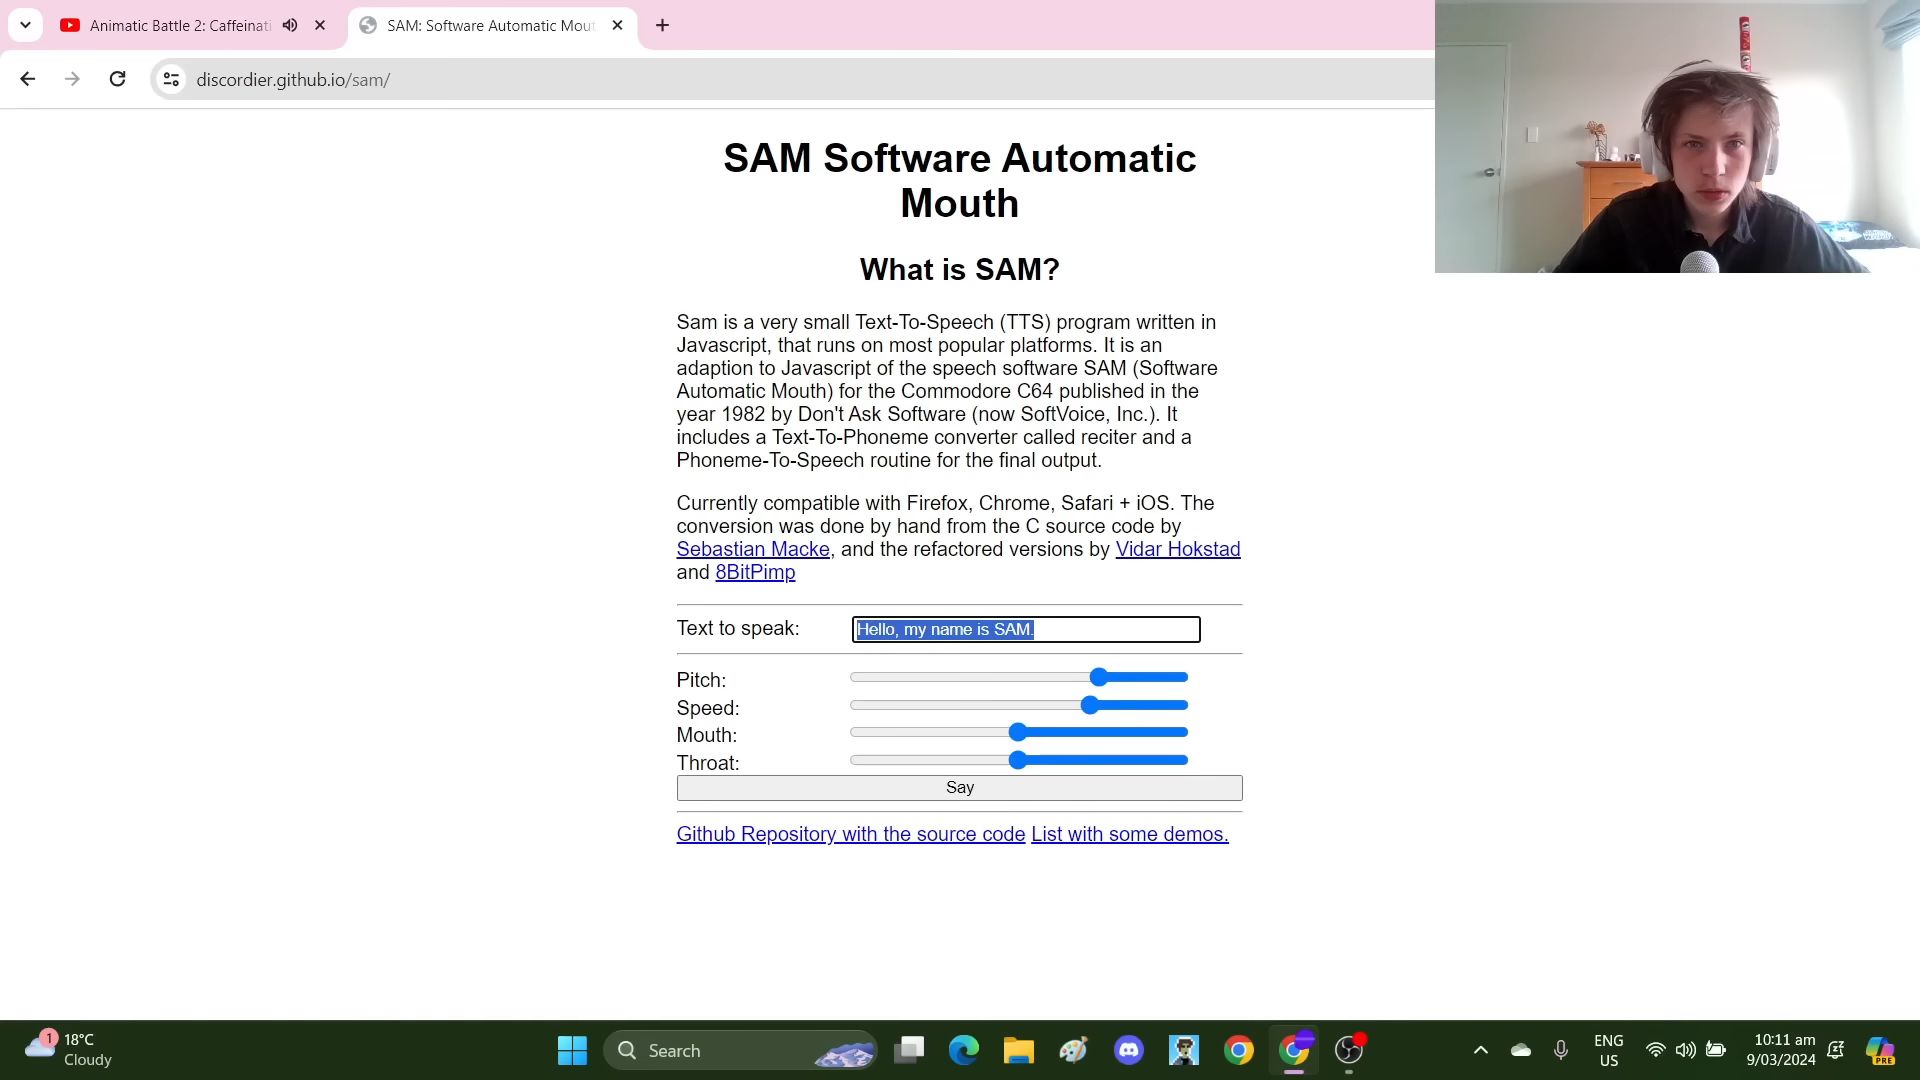 Animatic Battle 2: Caffeinati
SAM: Software Automatic Mou
discordier.github.io/sam/
SAM Software Automatic
Mouth
What is SAM?
Sam is a very small Text-To-Speech (TTS) program written in
Javascript, that runs on most popular platforms. It is an
adaption to Javascript of the speech software SAM (Software
Automatic Mouth) for the Commodore C64 published in the
year 1982 by Don't Ask Software (now SoftVoice, Inc.). It
includes a Text-To-Phoneme converter called reciter and a
Phoneme-To-Speech routine for the final output.
Currently compatible with Firefox, Chrome, Safari + iOS. The
conversion was done by hand from the C source code by
Sebastian Macke, and the refactored versions by Vidar Hokstad
and 8BitPimp
Text to speak: Hello, my name is SAM.
Pitch:
Speed:
Mouth:
Throat:
Say
Github Repository with the source code List with some demos.
1
18°C
Cloudy
Search
ENG
US
10:11 am
9/03/2024
PRE